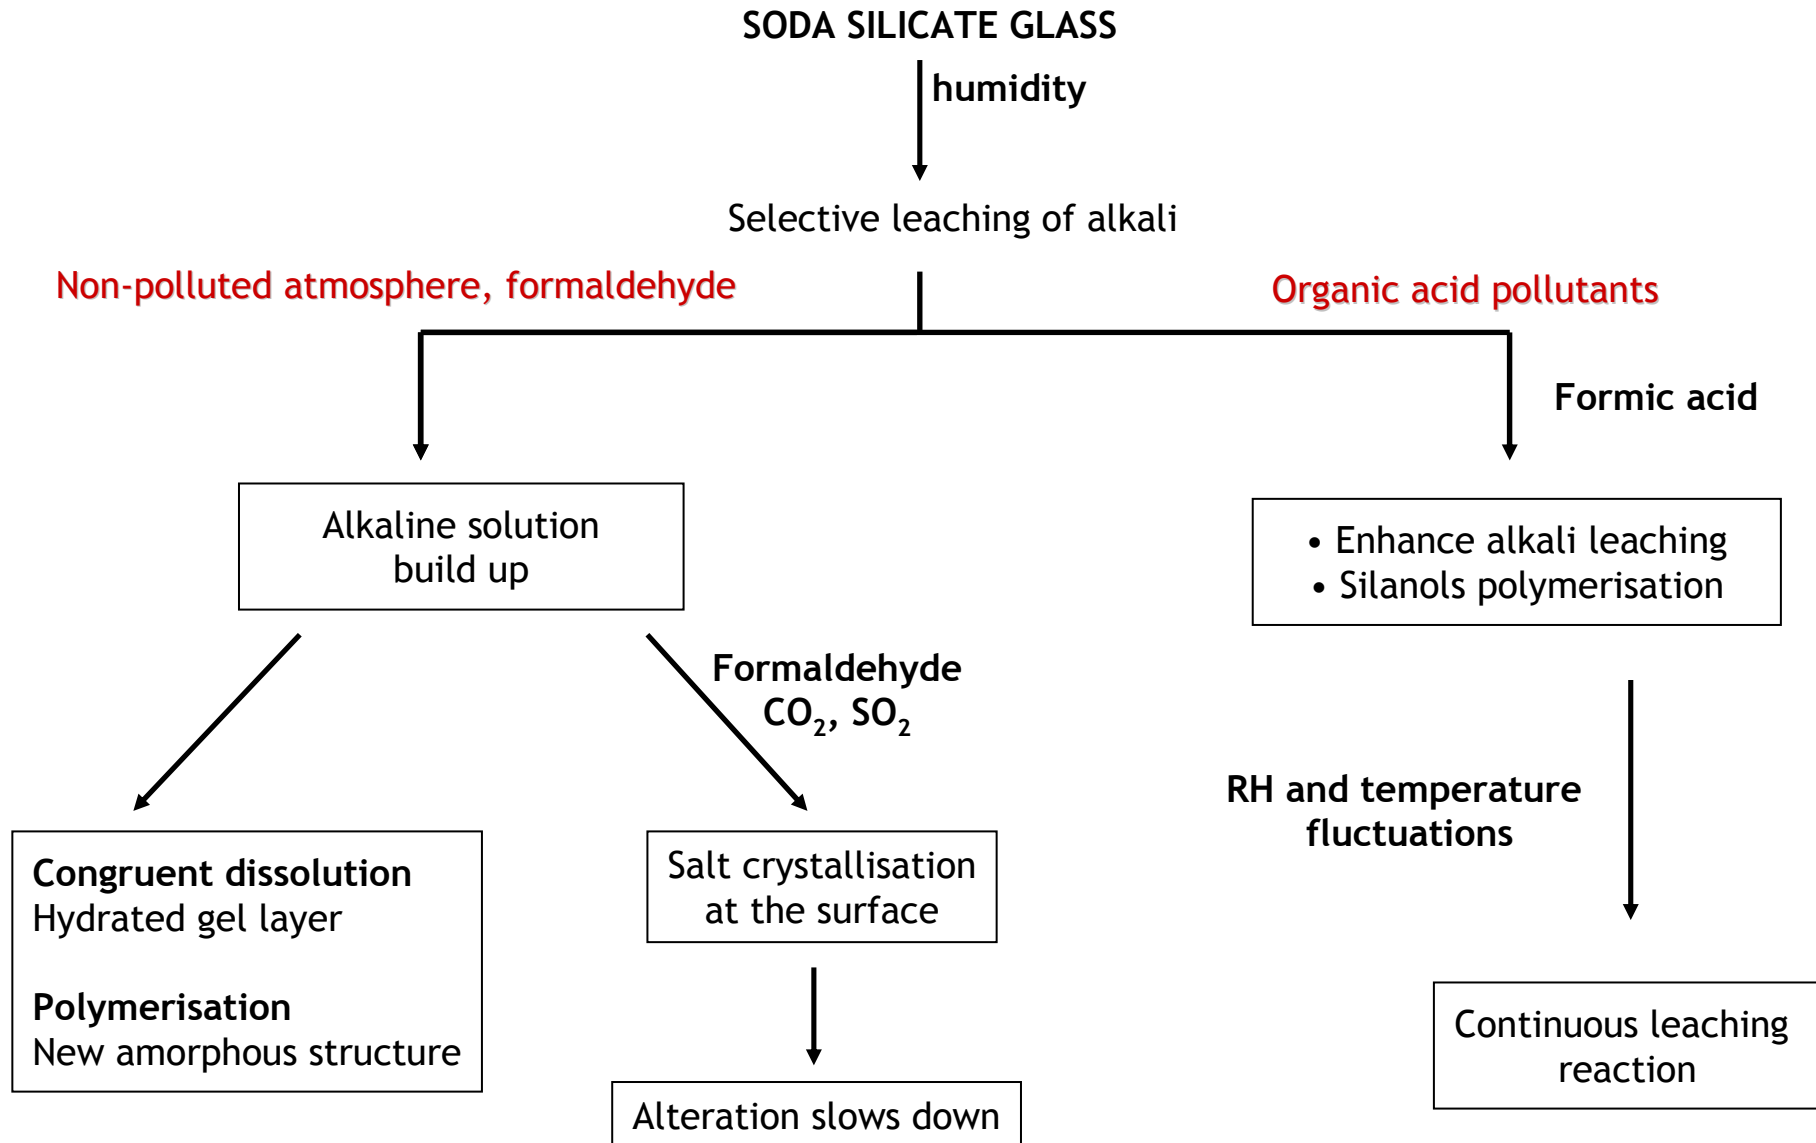 SODA SILICATE GLASS
humidity
Selective leaching of alkali
Non-polluted atmosphere, formaldehyde
Organic acid pollutants
Formic acid
Alkaline solution
build up
• Enhance alkali leaching
• Silanols polymerisation
Formaldehyde
CO₂, SO₂
RH and temperature
fluctuations
Congruent dissolution
Hydrated gel layer
Polymerisation
New amorphous structure
Salt crystallisation
at the surface
Continuous leaching
reaction
Alteration slows down